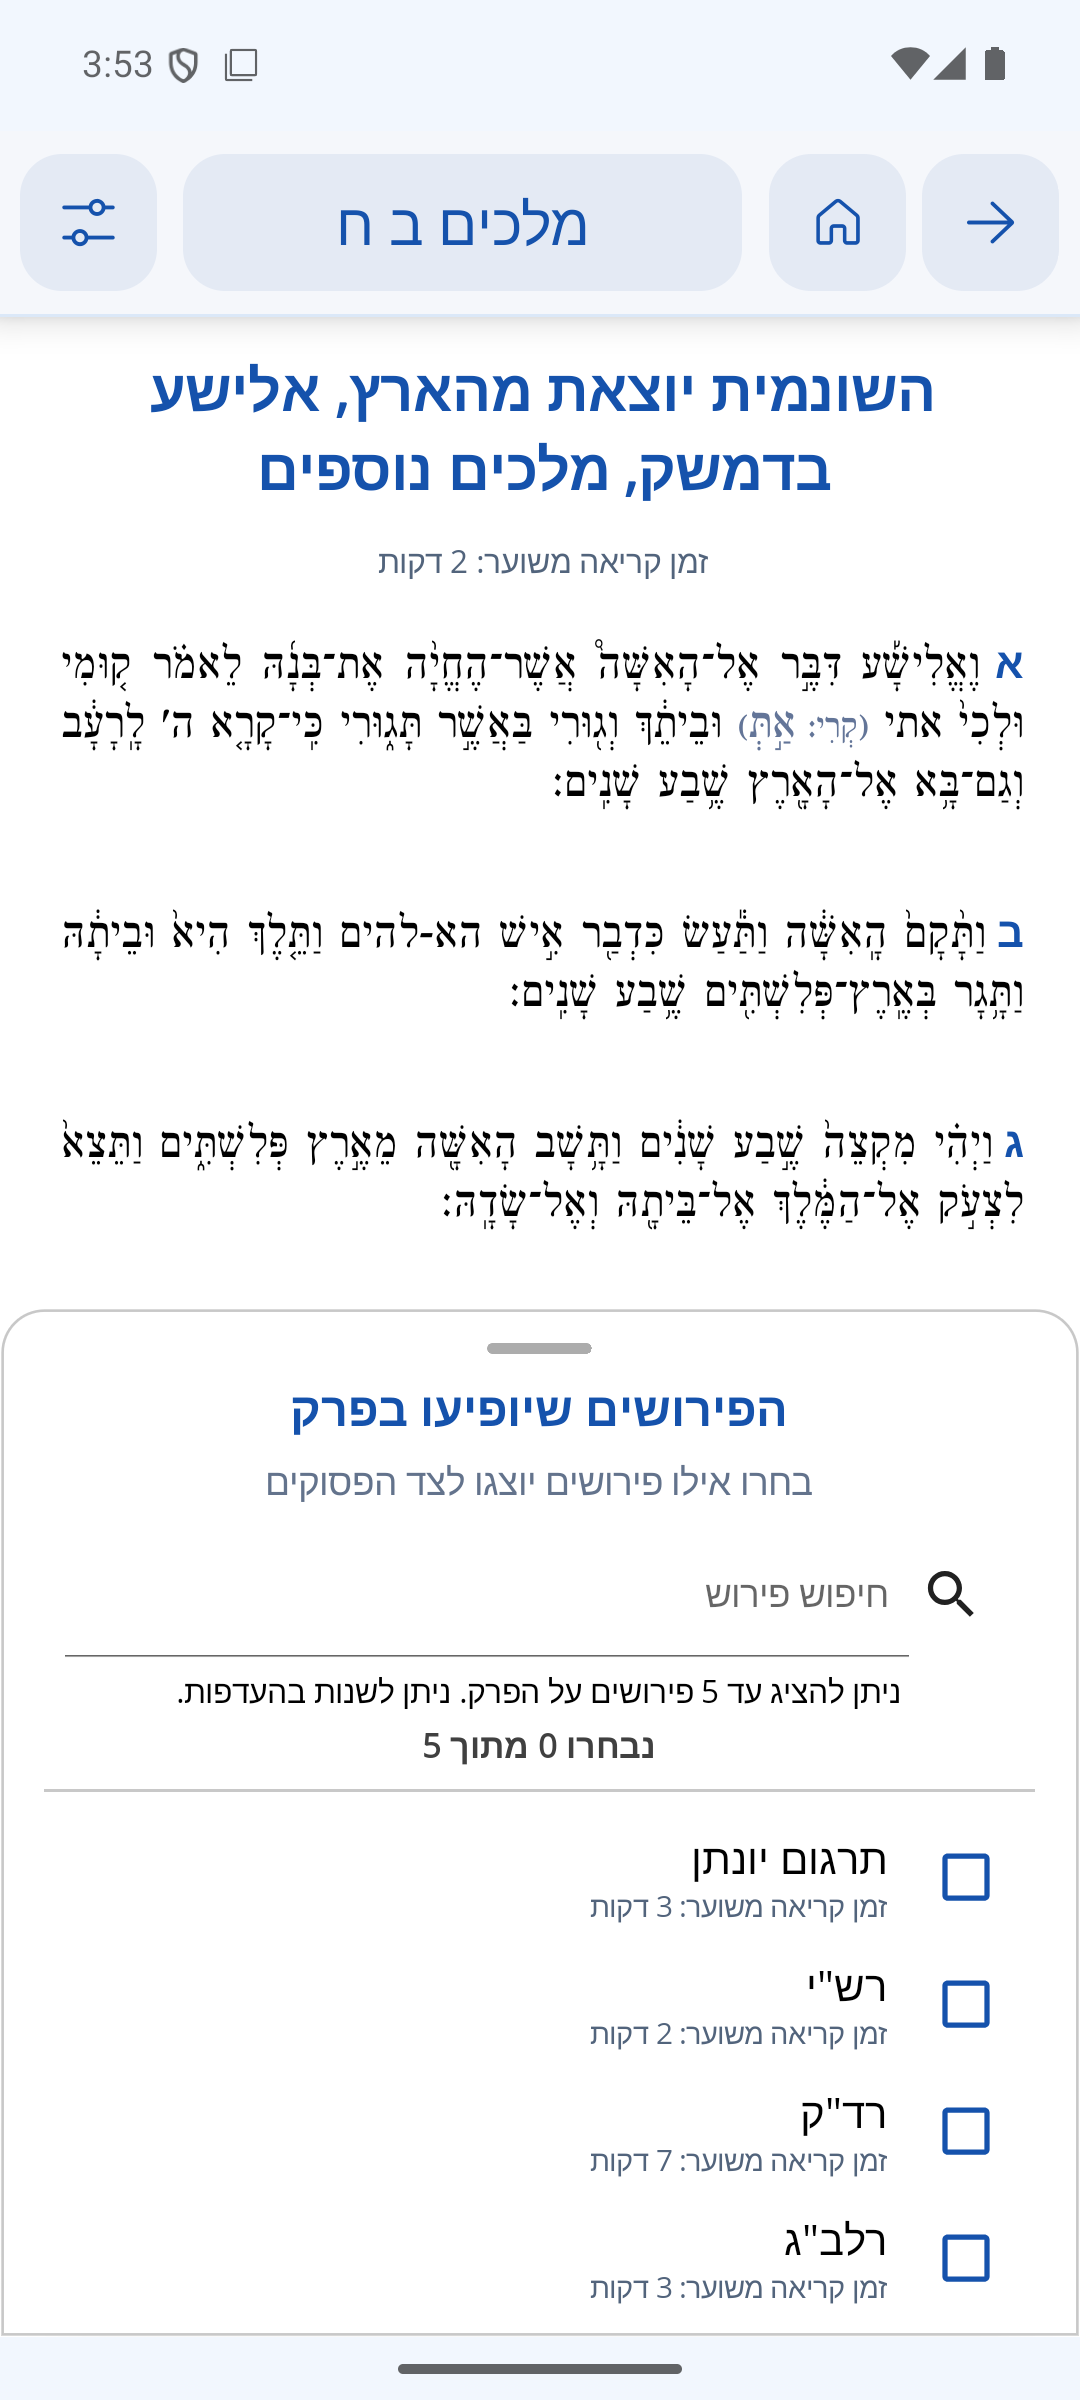 3:53
מלכים ב ח
השונמית יוצאת מהארץ, אלישע
בדמשק, מלכים נוספים
זמן קריאה משוער: 2 דקות
א וֶאֱלִישָׁ֡ע דִּבֶּ֣ר אֶל־הָאִשָּׁה֩ אֲשֶׁר־הֶחֱיָ֨ה אֶת־בְּנָ֜הּ לֵאמֹ֗ר ק֤וּמִי
וּלְכִי֙ אתי (קְרִי: אַ֣תְּ) וּבֵיתֵ֔ךְ וְג֖וּרִי בַּאֲשֶׁ֣ר תָּג֑וּרִי כִּֽי־קָרָ֤א ה' לָֽרָעָ֔ב
וְגַם־בָּ֥א אֶל־הָאָ֖רֶץ שֶׁ֥בַע שָׁנִֽים׃
ב וַתָּ֙קָם֙ הָֽאִשָּׁ֔ה וַתַּ֕עַשׂ כִּדְבַ֖ר אִ֣ישׁ הא-להים וַתֵּ֤לֶךְ הִיא֙ וּבֵיתָ֔הּ
וַתָּ֥גָר בְּאֶֽרֶץ־פְּלִשְׁתִּ֖ים שֶׁ֥בַע שָׁנִֽים׃
ג וַיְהִ֗י מִקְצֵה֙ שֶׁ֣בַע שָׁנִ֔ים וַתָּ֥שָׁב הָאִשָּׁ֖ה מֵאֶ֣רֶץ פְּלִשְׁתִּ֑ים וַתֵּצֵא֙
לִצְעֹ֣ק אֶל־הַמֶּ֔לֶךְ אֶל־בֵּיתָ֖הּ וְאֶל־שָׂדָֽהּ׃
הפירושים שיופיעו בפרק
בחרו אילו פירושים יוצגו לצד הפסוקים
חיפוש פירוש
ניתן להציג עד 5 פירושים על הפרק. ניתן לשנות בהעדפות.
נבחרו 0 מתוך 5
תרגום יונתן
זמן קריאה משוער: 3 דקות
רש"י
זמן קריאה משוער: 2 דקות
רד"ק
זמן קריאה משוער: 7 דקות
רלב"ג
זמן קריאה משוער: 3 דקות